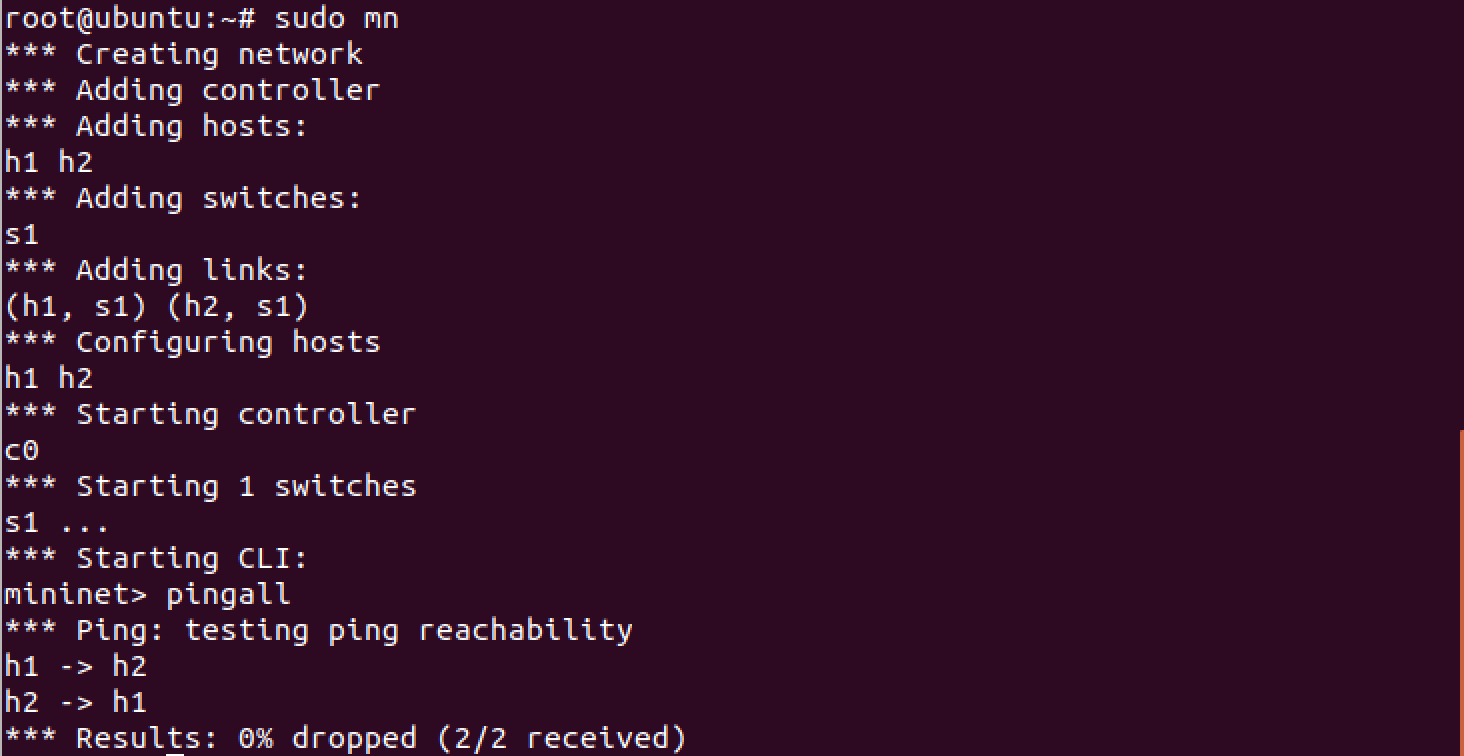 root@ubuntu:~# sudo mn
*** Creating network
*** Adding controller
*** Adding hosts:
h1 h2
*** Adding switches:
s1
*** Adding links:
(h1, s1) (h2, s1)
*** Configuring hosts
h1 h2
*** Starting controller
c0
*** Starting 1 switches
s1 ...
*** Starting CLI:
mininet> pingall
*** Ping: testing ping reachability
h1 -> h2
h2 -> h1
*** Results: 0% dropped (2/2 received)